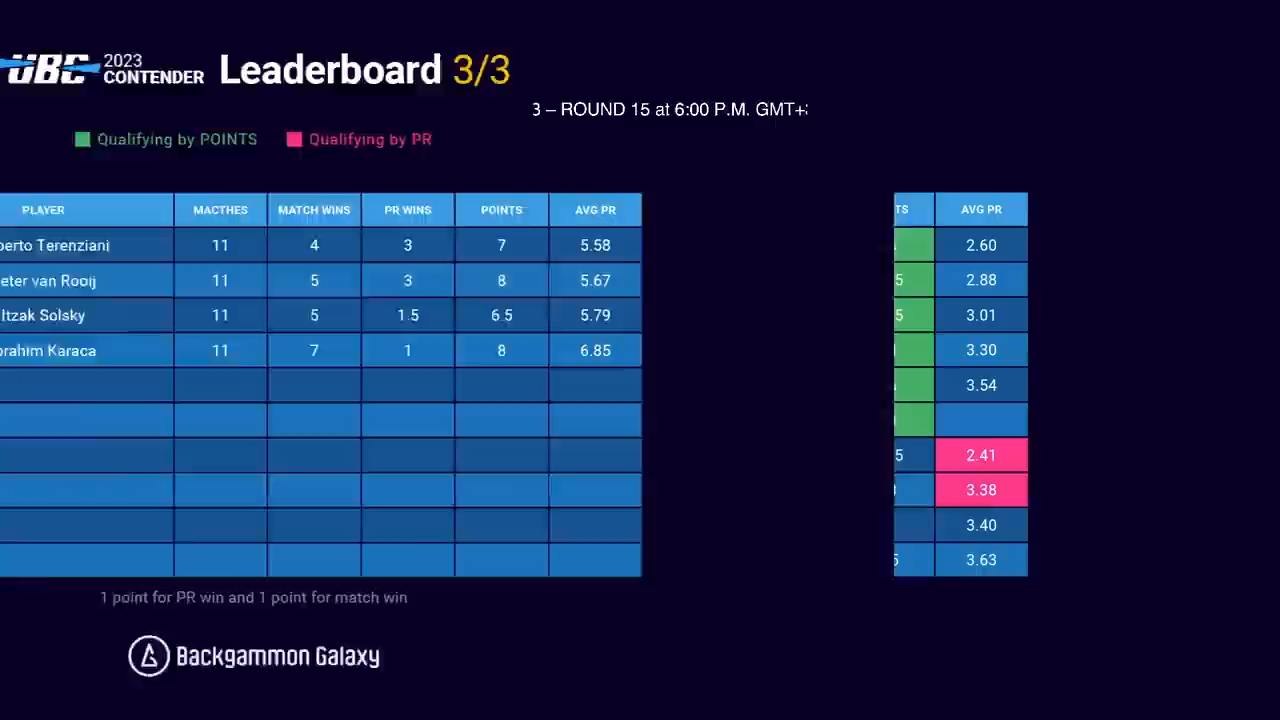 UBC 2023 CONTENDER Leaderboard 3/3
3 – ROUND 15 at 6:00 P.M. GMT+
Qualifying by POINTS Qualifying by PR
PLAYER MACTHES MATCH WINS PR WINS POINTS AVG PR TS AVG PR
berto Terenziani 11 4 3 7 5.58 2.60
eter van Rooij 11 5 3 8 5.67 5 2.88
Itzak Solsky 11 5 1.5 6.5 5.79 5 3.01
brahim Karaca 11 7 1 8 6.85 3.30
3.54
5 2.41
3.38
3.40
5 3.63
1 point for PR win and 1 point for match win
Backgammon Galaxy